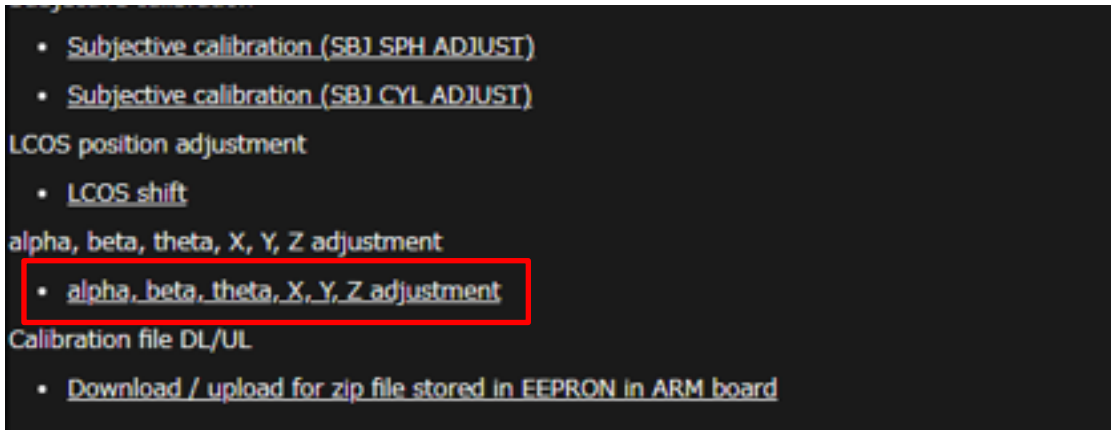 • Subjective calibration (SBJ SPH ADJUST)
• Subjective calibration (SBJ CYL ADJUST)
LCOS position adjustment
• LCOS shift
alpha, beta, theta, X, Y, Z adjustment
• alpha, beta, theta, X, Y, Z adjustment
Calibration file DL/UL
• Download / upload for zip file stored in EEPRON in ARM board